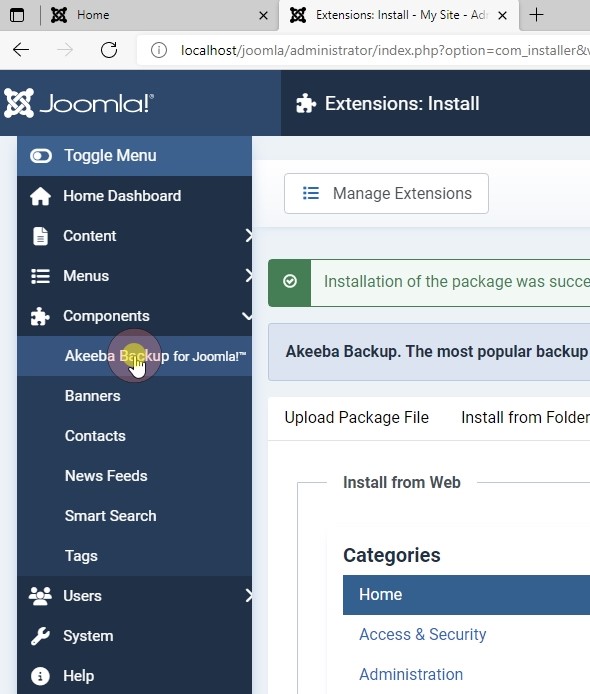 Home
Extensions: Install - My Site - Ad
localhost/joomla/administrator/index.php?option=com_installer&v
Joomla!®
Extensions: Install
Toggle Menu
Home Dashboard
Content
Menus
Components
Akeeba Backup for Joomla!™
Banners
Contacts
News Feeds
Smart Search
Tags
Users
System
Help
Manage Extensions
Installation of the package was succe
Akeeba Backup. The most popular backup
Upload Package File
Install from Folder
Install from Web
Categories
Home
Access & Security
Administration